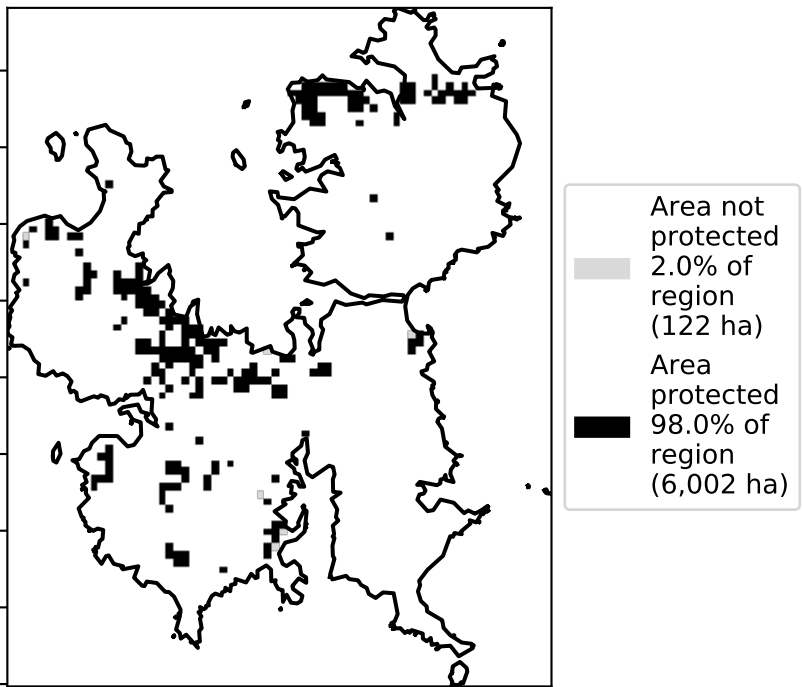 Area not
protected
2.0% of
region
(122 ha)
Area
protected
98.0% of
region
(6,002 ha)